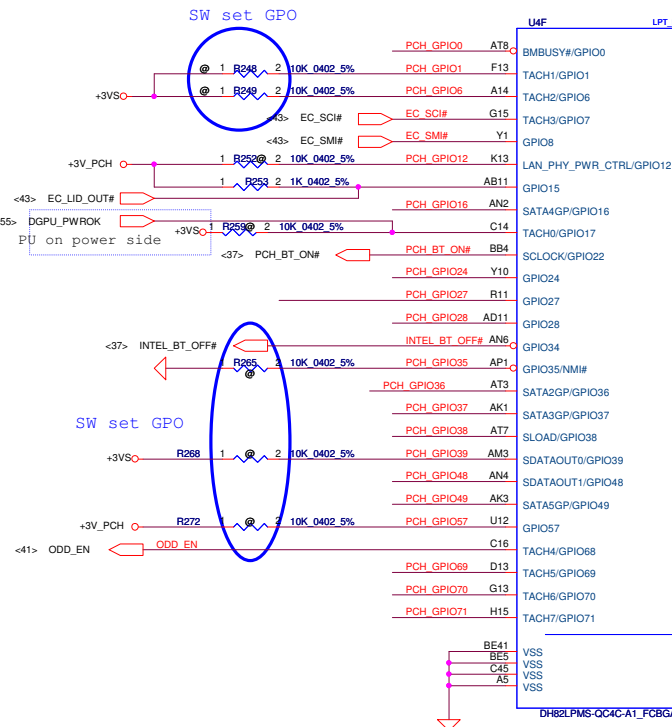 SW set GPO
U4F LPT_
PCH_GPIO0 AT8 BMBUSY#/GPIO0
@ 1 R248 2 10K_0402_5% PCH_GPIO1 F13 TACH1/GPIO1
+3VS @ 1 R249 2 10K_0402_5% PCH_GPIO6 A14 TACH2/GPIO6
<43> EC_SCI# EC_SCI# G15 TACH3/GPIO7
<43> EC_SMI# EC_SMI# Y1 GPIO8
+3V_PCH 1 R252@ 2 10K_0402_5% PCH_GPIO12 K13 LAN_PHY_PWR_CTRL/GPIO12
1 R253 2 1K_0402_5% AB11 GPIO15
<43> EC_LID_OUT#
PCH_GPIO16 AN2 SATA4GP/GPIO16
55> DGPU_PWROK
+3VS 1 R259@ 2 10K_0402_5% C14 TACH0/GPIO17
PU on power side
<37> PCH_BT_ON# PCH_BT_ON# BB4 SCLOCK/GPIO22
PCH_GPIO24 Y10 GPIO24
PCH_GPIO27 R11 GPIO27
PCH_GPIO28 AD11 GPIO28
<37> INTEL_BT_OFF# INTEL_BT_OFF# AN6 GPIO34
1 R265 2 10K_0402_5% PCH_GPIO35 AP1 GPIO35/NMI#
@
PCH_GPIO36 AT3 SATA2GP/GPIO36
PCH_GPIO37 AK1 SATA3GP/GPIO37
SW set GPO
PCH_GPIO38 AT7 SLOAD/GPIO38
+3VS R268 1 @ 2 10K_0402_5% PCH_GPIO39 AM3 SDATAOUT0/GPIO39
PCH_GPIO48 AN4 SDATAOUT1/GPIO48
PCH_GPIO49 AK3 SATA5GP/GPIO49
+3V_PCH R272 1 @ 2 10K_0402_5% PCH_GPIO57 U12 GPIO57
<41> ODD_EN ODD_EN C16 TACH4/GPIO68
PCH_GPIO69 D13 TACH5/GPIO69
PCH_GPIO70 G13 TACH6/GPIO70
PCH_GPIO71 H15 TACH7/GPIO71
BE41 VSS
BE5 VSS
C45 VSS
A5 VSS
DH82LPMS-QC4C-A1_FCBGA